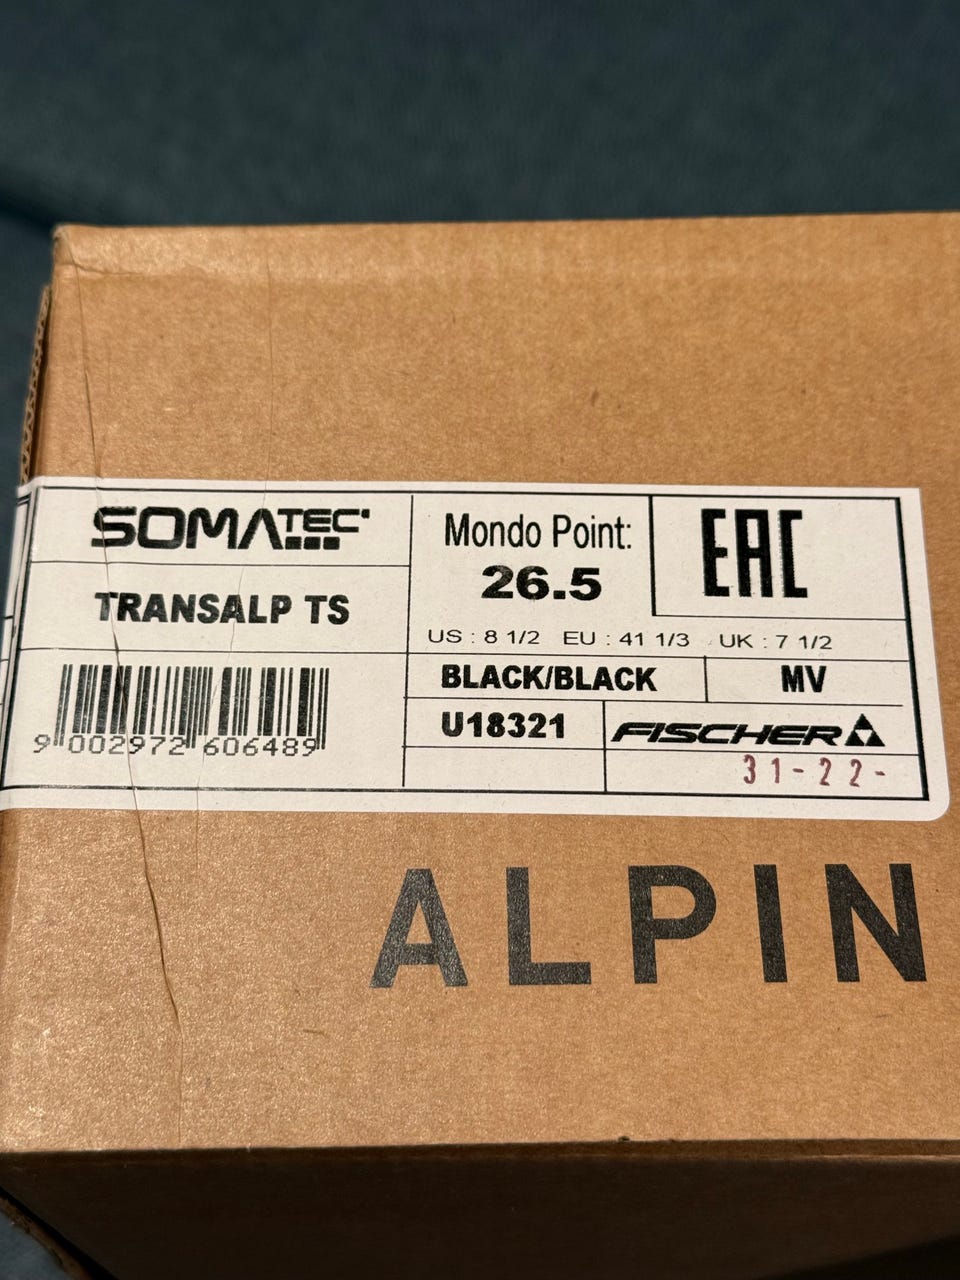 SOMATEC
TRANSALP TS
9 002972 606489
Mondo Point:
26.5
EAC
US : 8 1/2 EU : 41 1/3 UK : 7 1/2
BLACK/BLACK
MV
U18321
FISCHER
31-22-
ALPIN